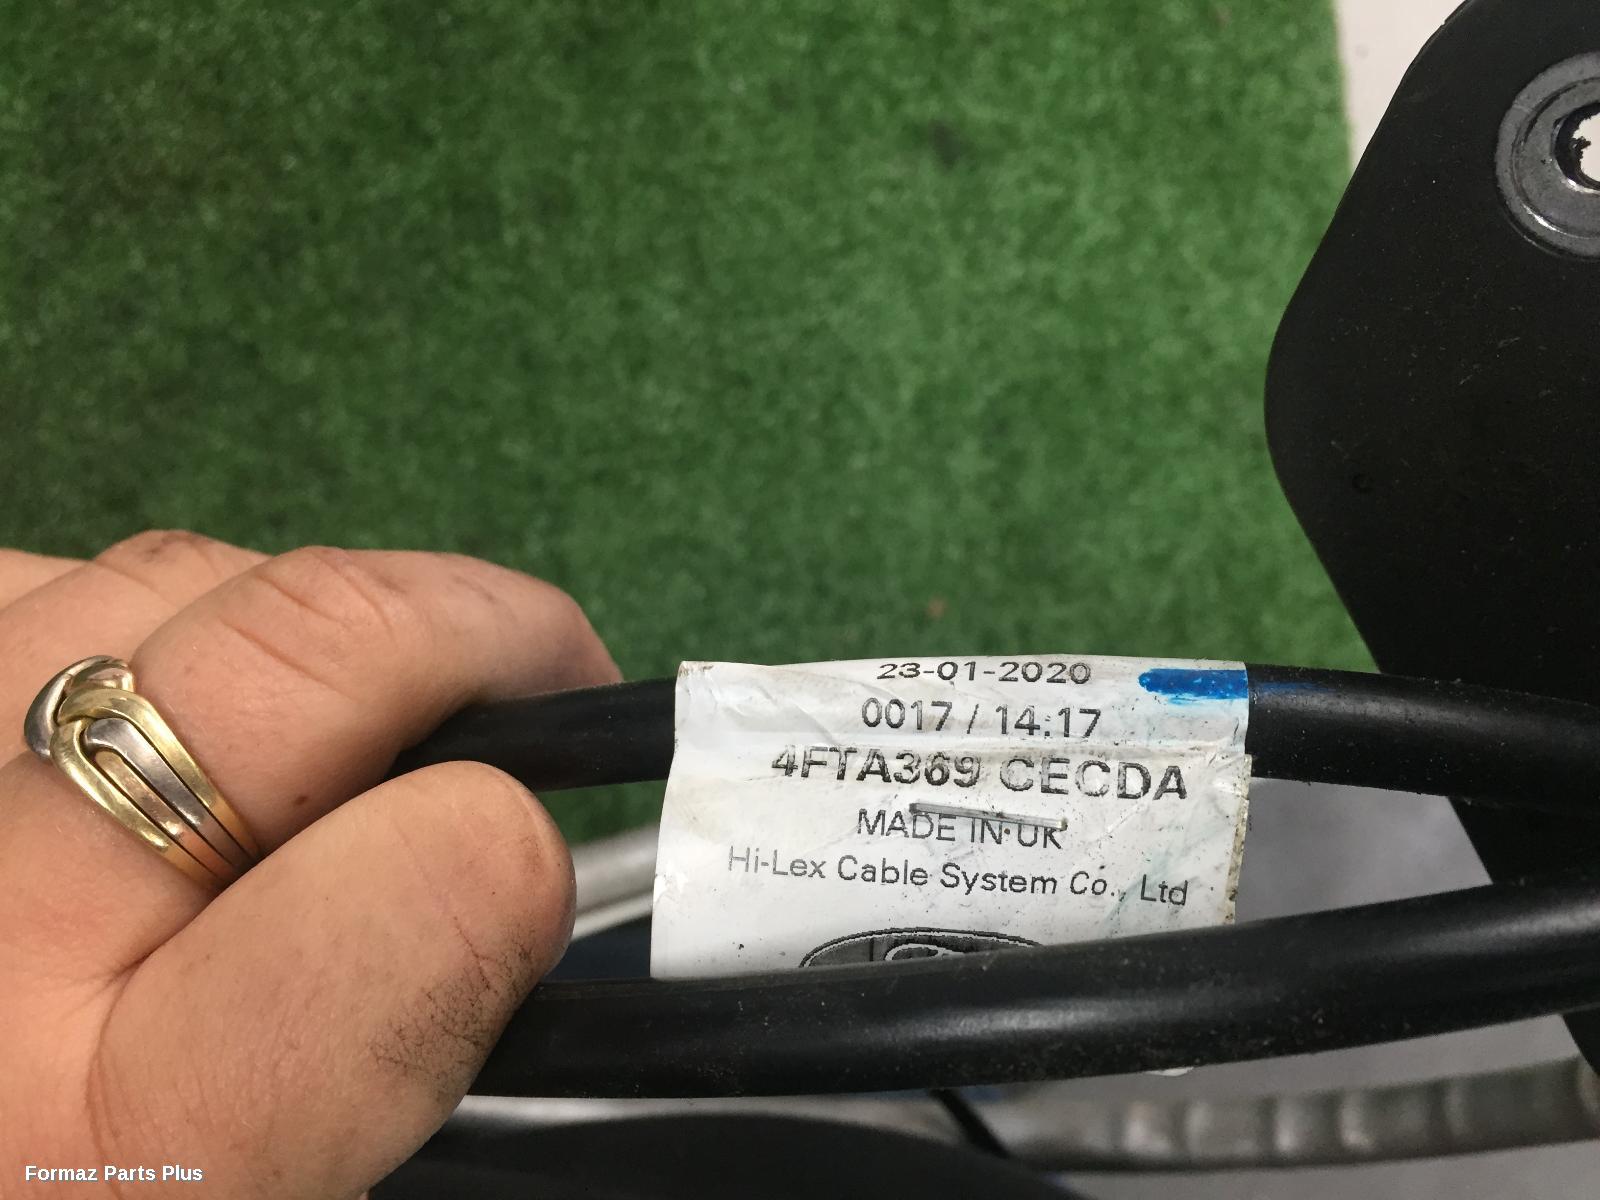 23-01-2020
0017 / 14:17
4FTA369 CECDA
MADE IN UK
Hi-Lex Cable System Co., Ltd
Formaz Parts Plus